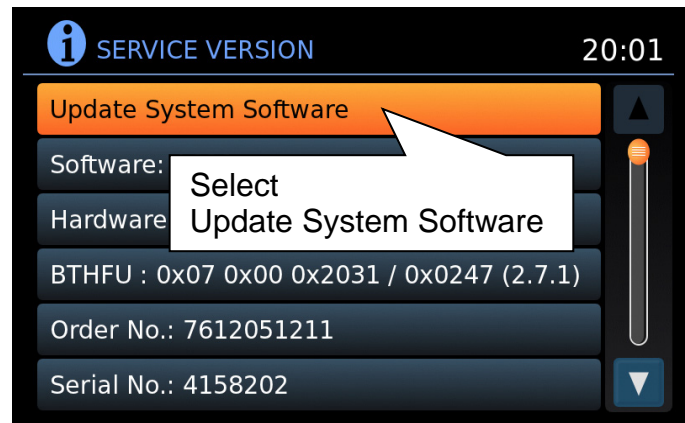 SERVICE VERSION 20:01
Update System Software
Software:
Select
Update System Software
Hardware
BTHFU : 0x07 0x00 0x2031 / 0x0247 (2.7.1)
Order No.: 7612051211
Serial No.: 4158202